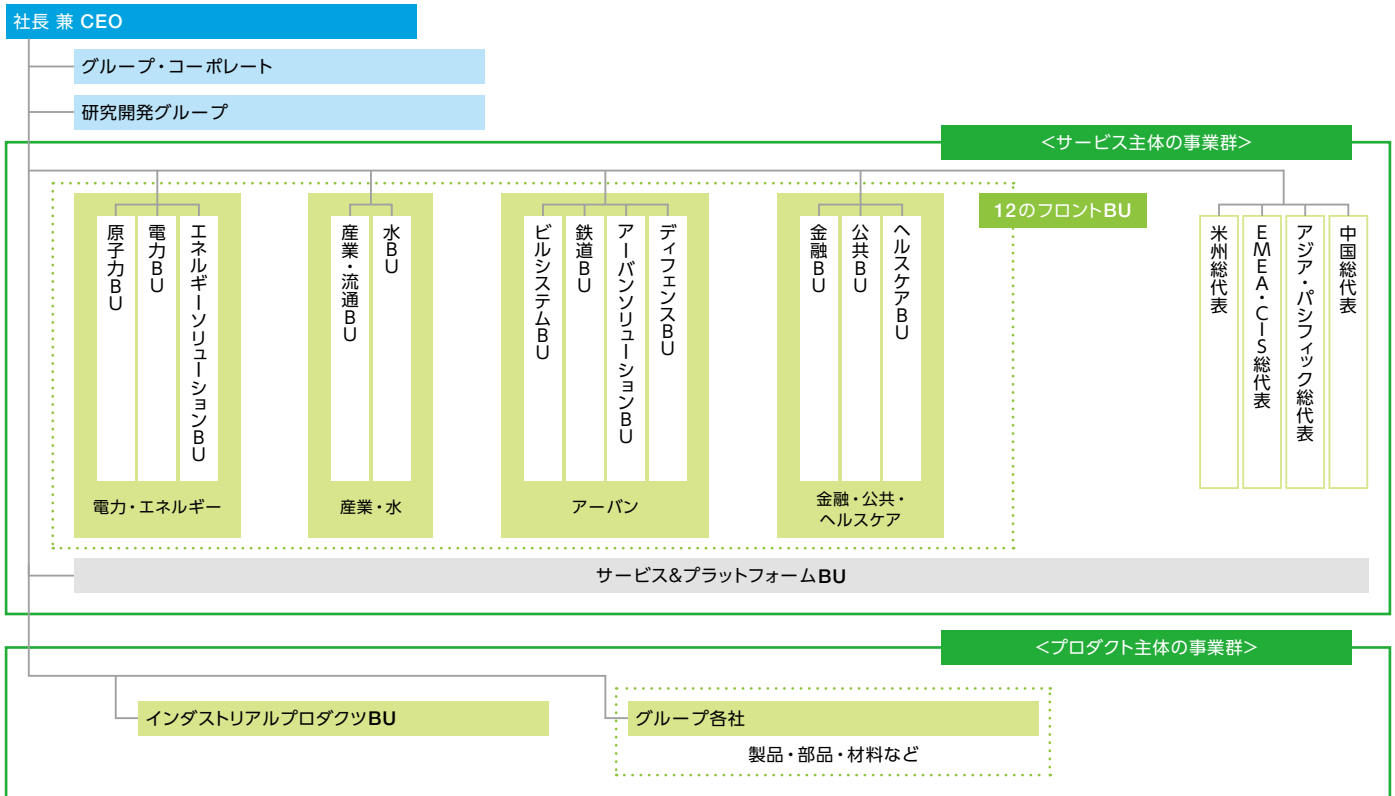 社長 兼 CEO
グループ・コーポレート
研究開発グループ
＜サービス主体の事業群＞
12のフロントBU
原子力BU
電力BU
エネルギーソリューションBU
電力・エネルギー
産業・流通BU
水BU
産業・水
ビルシステムBU
鉄道BU
アーバンソリューションBU
ディフェンスBU
アーバン
金融BU
公共BU
ヘルスケアBU
金融・公共・
ヘルスケア
米州総代表
EMEA・CIS総代表
アジア・パシフィック総代表
中国総代表
サービス&プラットフォームBU
＜プロダクト主体の事業群＞
インダストリアルプロダクツBU
グループ各社
製品・部品・材料など